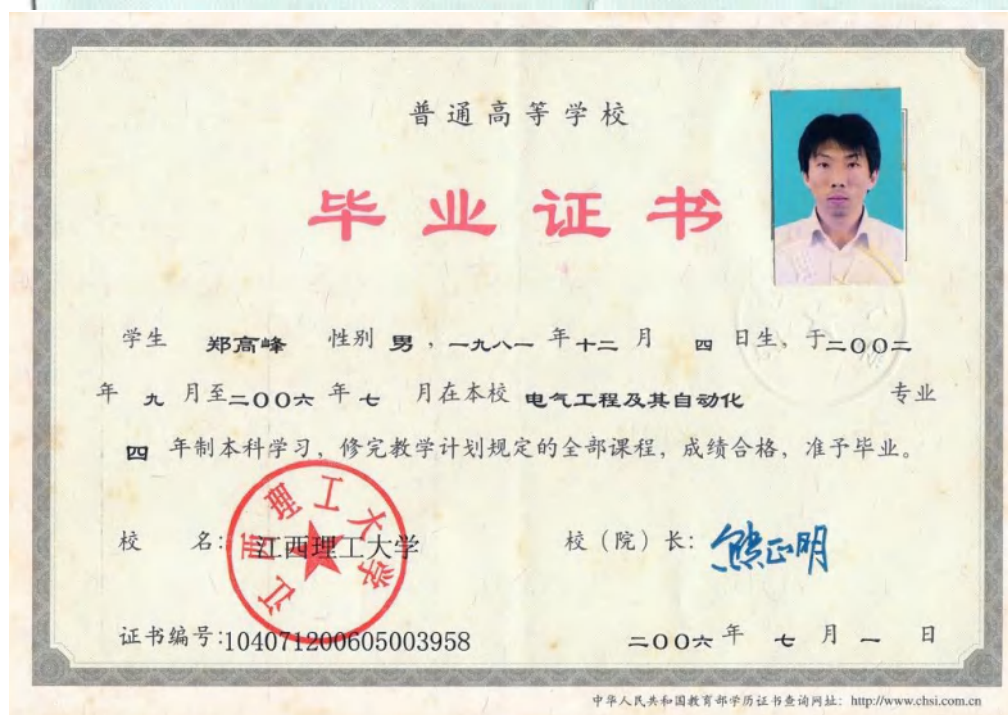 普通高等学校
毕业证书
学生 郑高峰 性别 男，一九八一 年 十二 月 四 日生，于二〇〇二
年 九 月至二〇〇六 年 七 月在本校 电气工程及其自动化 专业
四 年制本科学习，修完教学计划规定的全部课程，成绩合格，准予毕业。
江西理工大学
校 名：江西理工大学 校（院）长：熊正明
证书编号：104071200605003958 二〇〇六 年 七 月 一 日
中华人民共和国教育部学历证书查询网址：http://www.chsi.com.cn